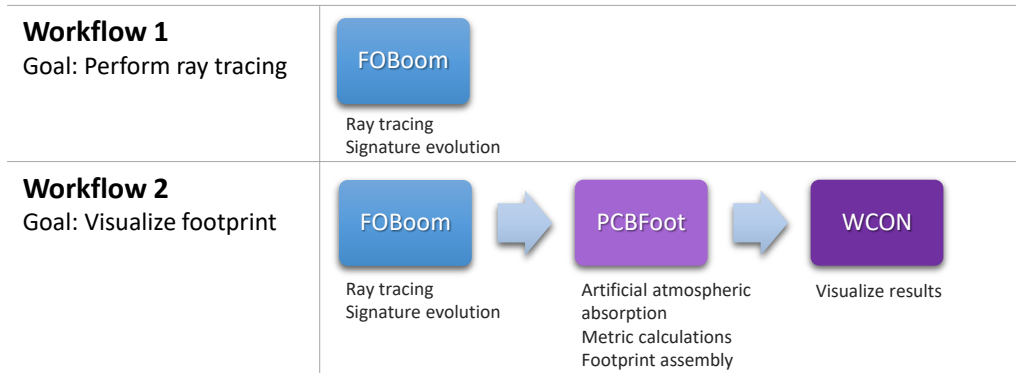 Workflow 1
Goal: Perform ray tracing
FOBoom
Ray tracing
Signature evolution
Workflow 2
Goal: Visualize footprint
FOBoom
Ray tracing
Signature evolution
PCBFoot
Artificial atmospheric
absorption
Metric calculations
Footprint assembly
WCON
Visualize results